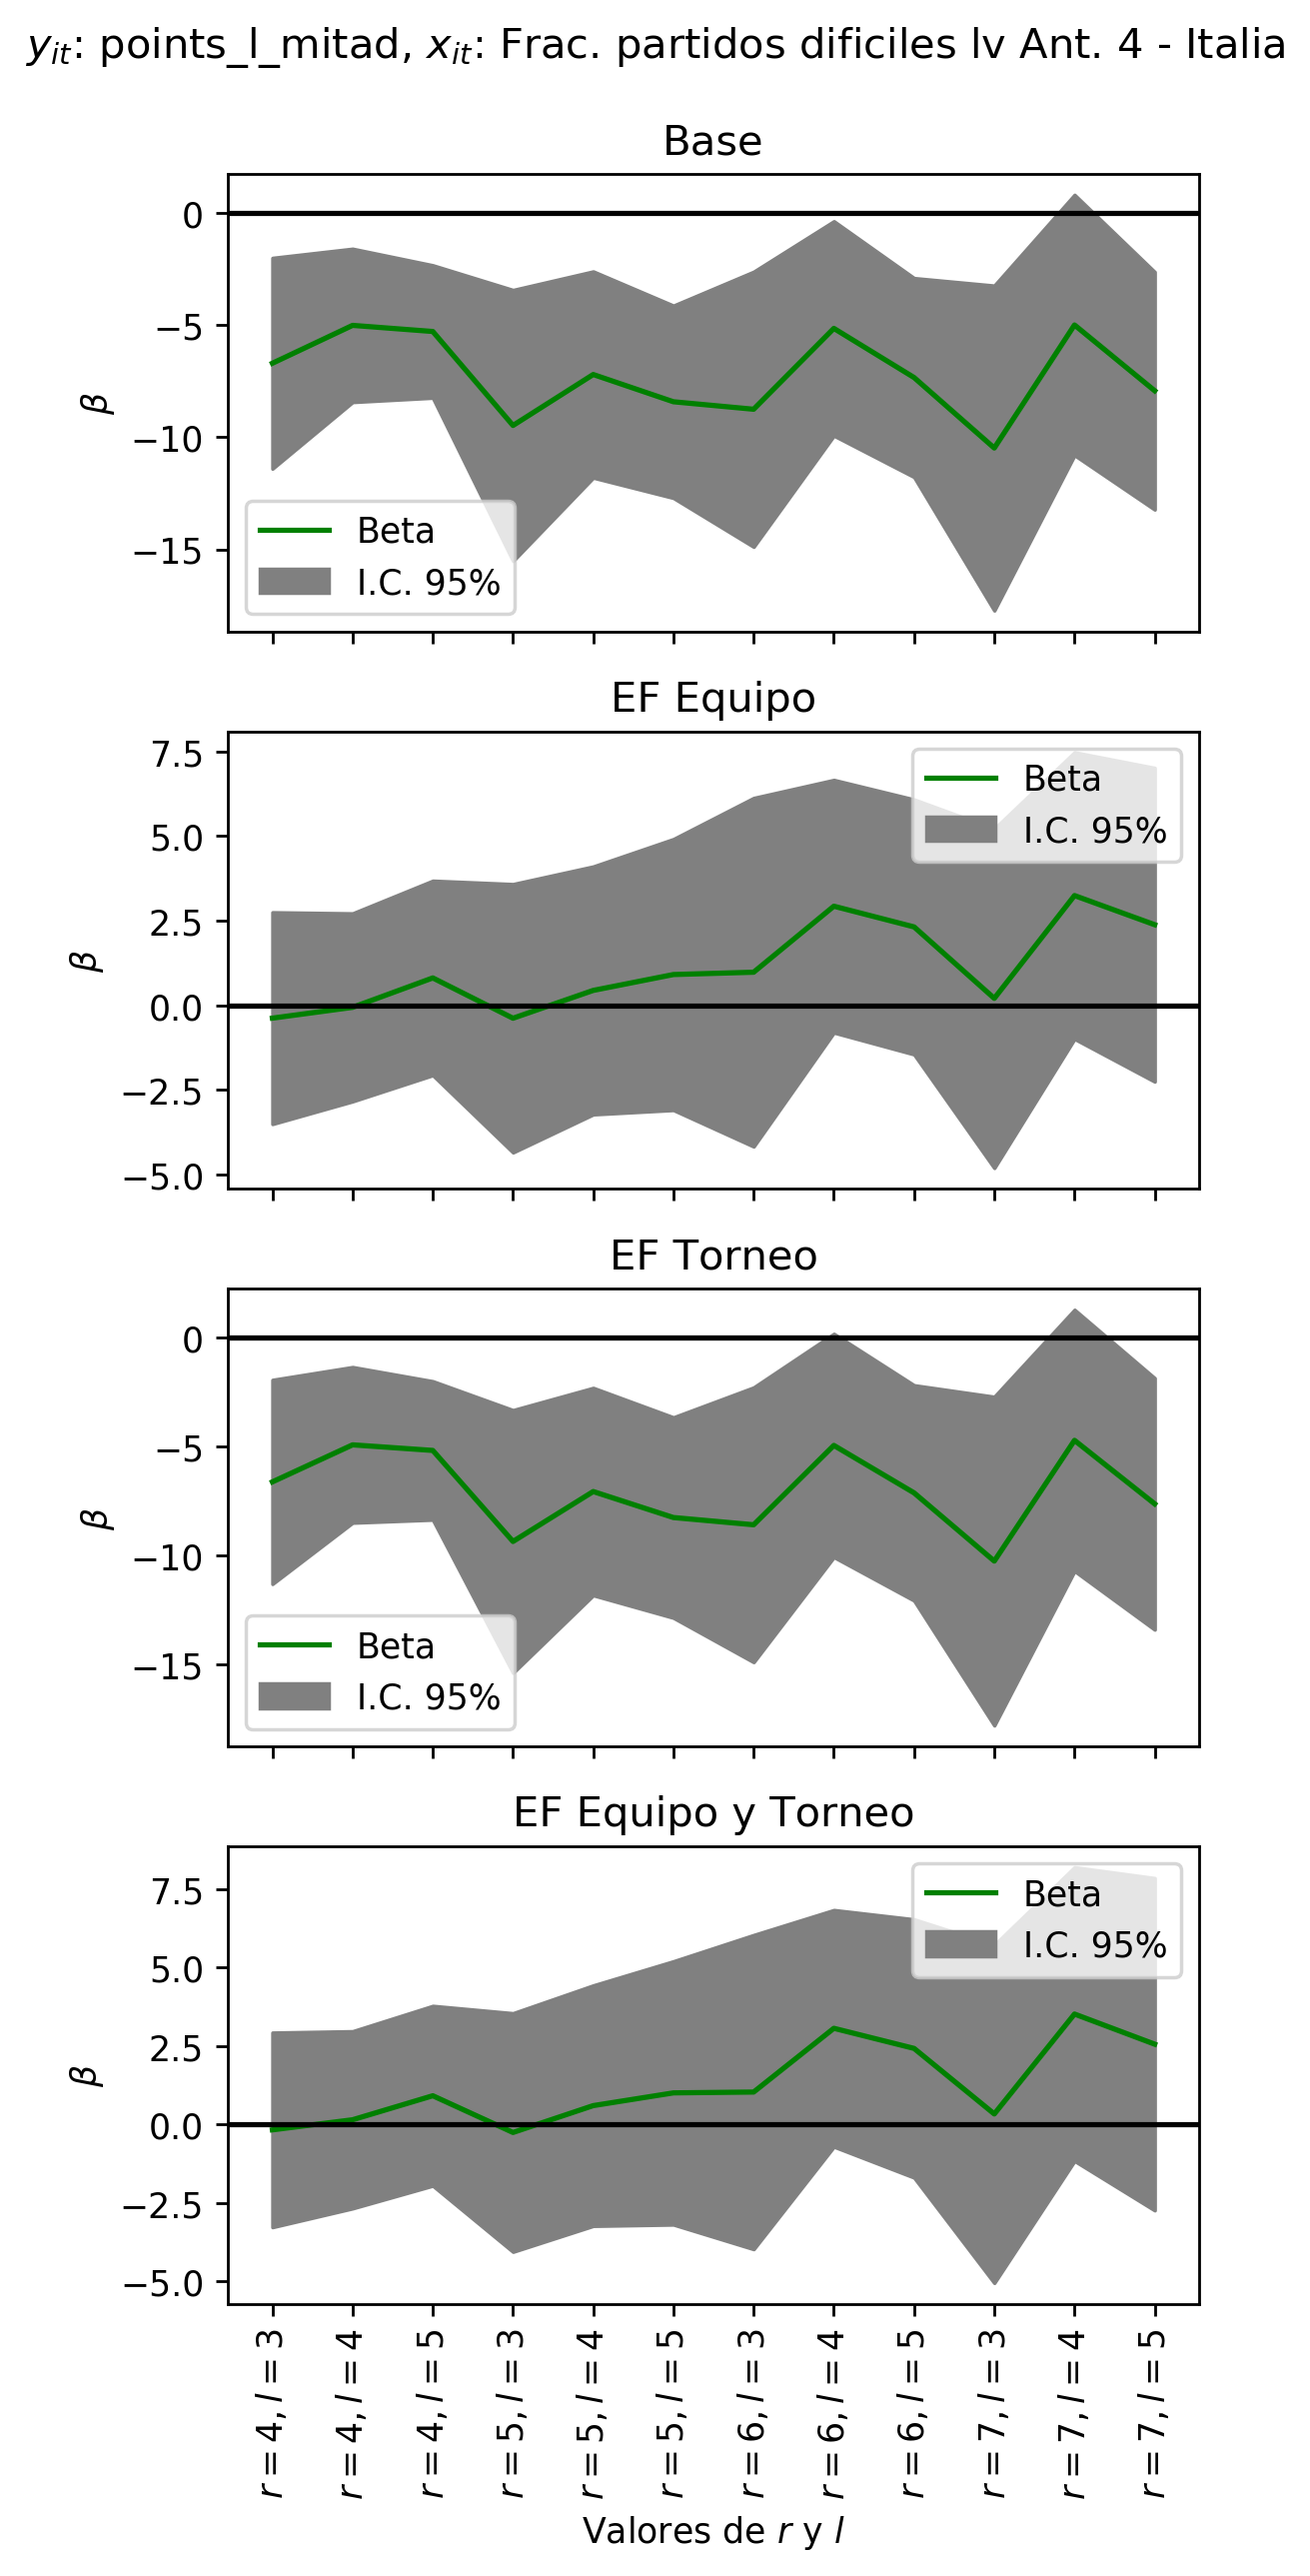 y_it: points_l_mitad, x_it: Frac. partidos dificiles lv Ant. 4 - Italia
Base
0
−5
−10
−15
β
Beta
I.C. 95%
EF Equipo
7.5
5.0
2.5
0.0
−2.5
−5.0
β
Beta
I.C. 95%
EF Torneo
0
−5
−10
−15
β
Beta
I.C. 95%
EF Equipo y Torneo
7.5
5.0
2.5
0.0
−2.5
−5.0
β
Beta
I.C. 95%
r = 4, l = 3
r = 4, l = 4
r = 4, l = 5
r = 5, l = 3
r = 5, l = 4
r = 5, l = 5
r = 6, l = 3
r = 6, l = 4
r = 6, l = 5
r = 7, l = 3
r = 7, l = 4
r = 7, l = 5
Valores de r y l